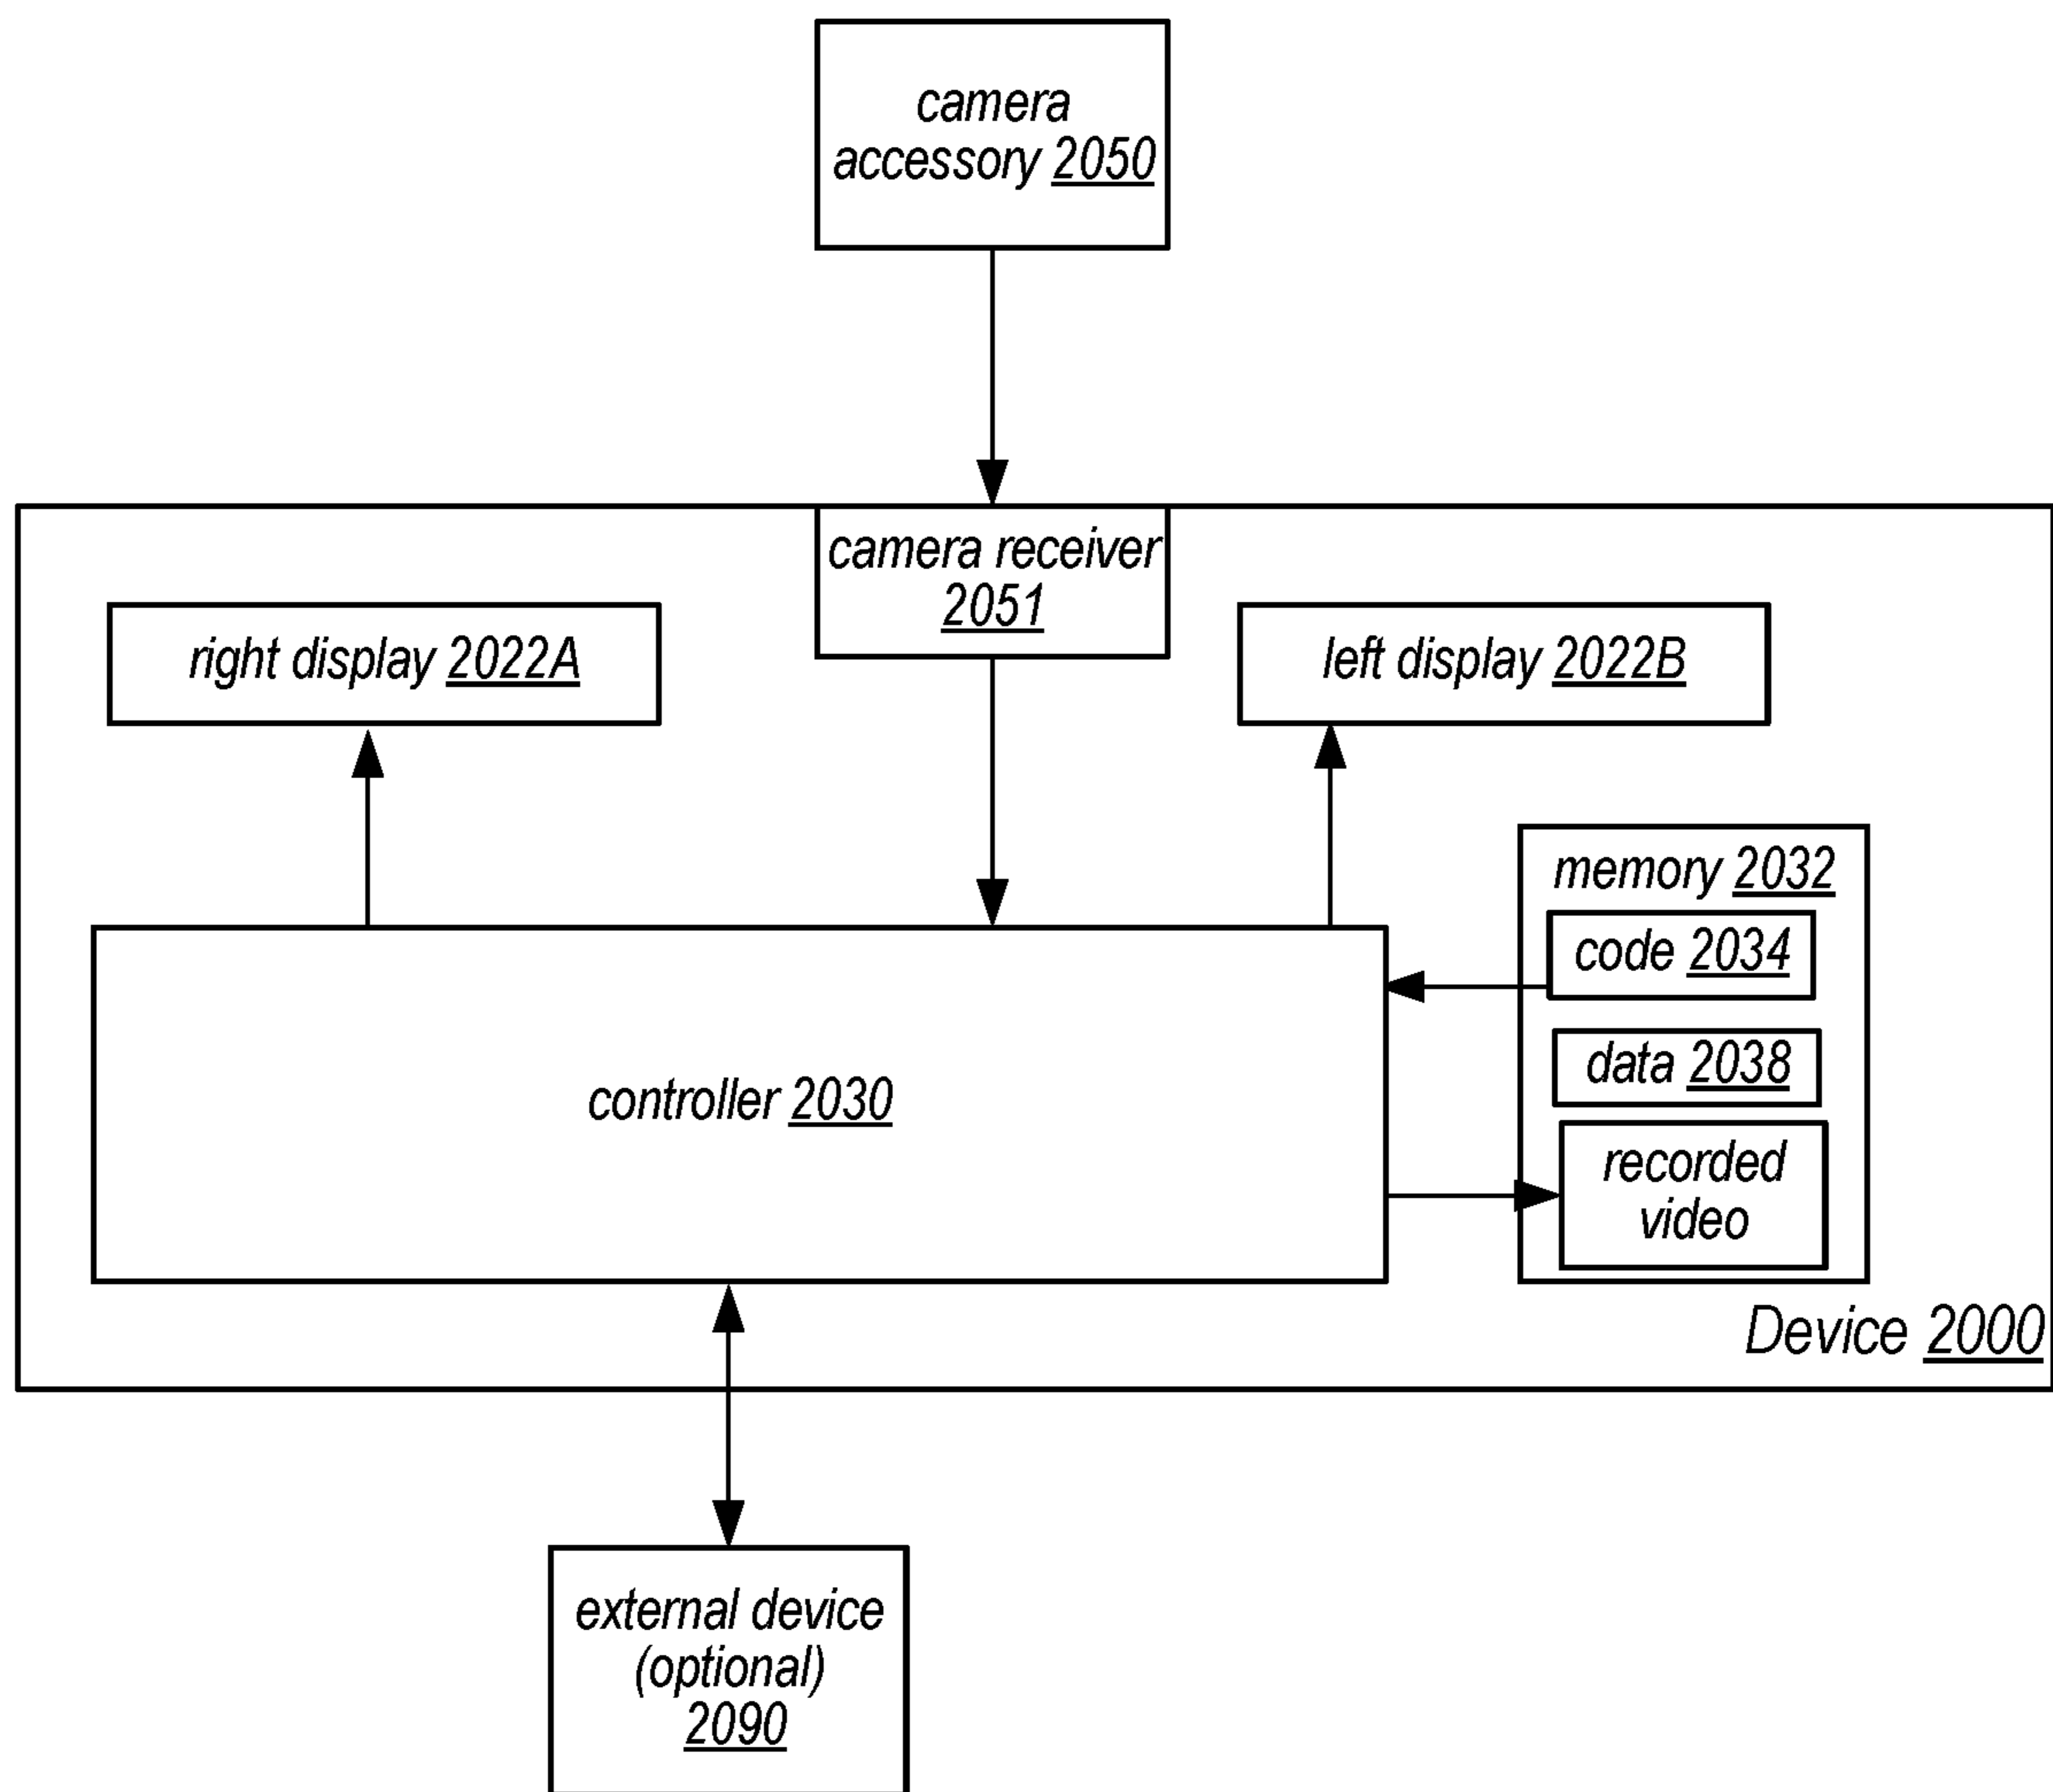 camera
accessory 2050
camera receiver
2051
right display 2022A
left display 2022B
memory 2032
code 2034
data 2038
recorded
video
controller 2030
Device 2000
external device
(optional)
2090